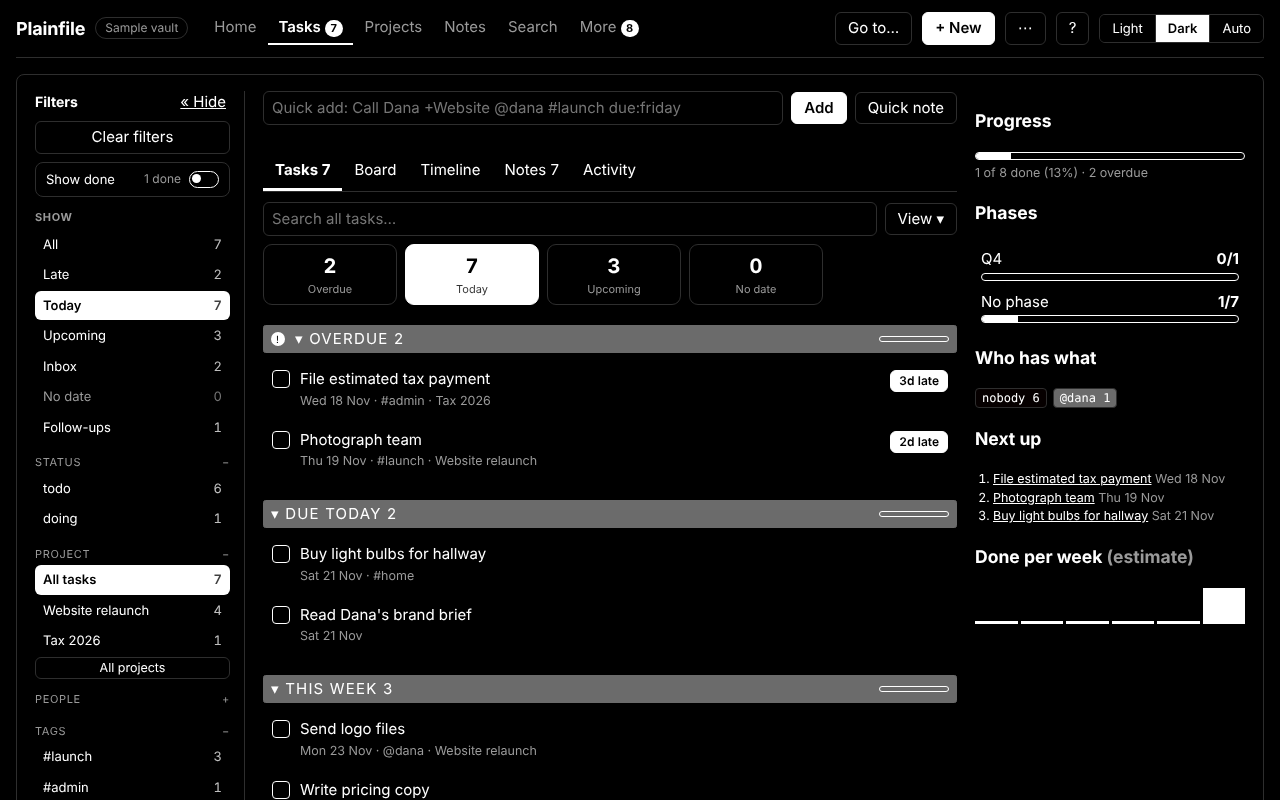 Plainfile Sample vault Home Tasks 7 Projects Notes Search More 8 Go to... + New ... ? Light Dark Auto
Filters « Hide
Clear filters
Show done 1 done
SHOW
All 7
Late 2
Today 7
Upcoming 3
Inbox 2
No date 0
Follow-ups 1
STATUS –
todo 6
doing 1
PROJECT –
All tasks 7
Website relaunch 4
Tax 2026 1
All projects
PEOPLE +
TAGS –
#launch 3
#admin 1
Quick add: Call Dana +Website @dana #launch due:friday Add Quick note
Tasks 7 Board Timeline Notes 7 Activity
Search all tasks... View ▾
2 7 3 0
Overdue Today Upcoming No date
! ▾ OVERDUE 2
File estimated tax payment 3d late
Wed 18 Nov · #admin · Tax 2026
Photograph team 2d late
Thu 19 Nov · #launch · Website relaunch
▾ DUE TODAY 2
Buy light bulbs for hallway
Sat 21 Nov · #home
Read Dana's brand brief
Sat 21 Nov
▾ THIS WEEK 3
Send logo files
Mon 23 Nov · @dana · Website relaunch
Write pricing copy
Progress
1 of 8 done (13%) · 2 overdue
Phases
Q4 0/1
No phase 1/7
Who has what
nobody 6 @dana 1
Next up
1. File estimated tax payment Wed 18 Nov
2. Photograph team Thu 19 Nov
3. Buy light bulbs for hallway Sat 21 Nov
Done per week (estimate)